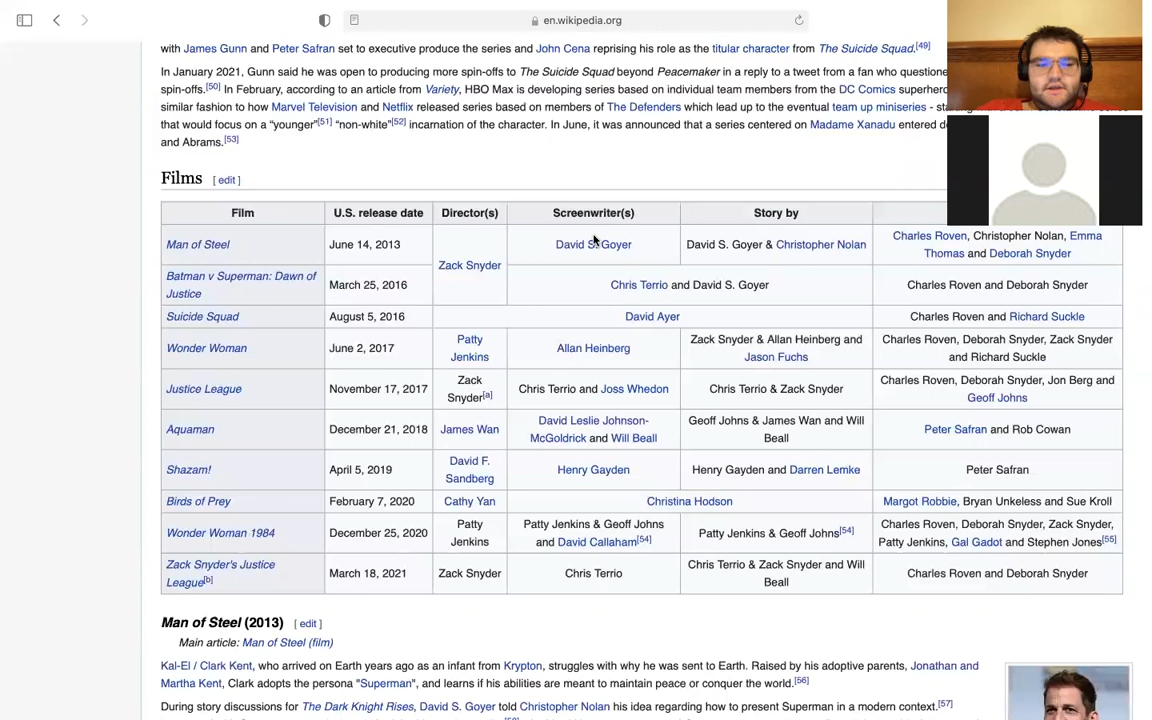 en.wikipedia.org
with James Gunn and Peter Safran set to executive produce the series and John Cena reprising his role as the titular character from The Suicide Squad.[49]
In January 2021, Gunn said he was open to producing more spin-offs to The Suicide Squad beyond Peacemaker in a reply to a tweet from a fan who questione
spin-offs.[50] In February, according to an article from Variety, HBO Max is developing series based on individual team members from the DC Comics superhero
similar fashion to how Marvel Television and Netflix released series based on members of The Defenders which lead up to the eventual team up miniseries -
that would focus on a “younger”[51] “non-white”[52] incarnation of the character. In June, it was announced that a series centered on Madame Xanadu entered
and Abrams.[53]
Films [ edit ]
Film U.S. release date Director(s) Screenwriter(s) Story by
Man of Steel June 14, 2013 Zack Snyder David S. Goyer David S. Goyer & Christopher Nolan Charles Roven, Christopher Nolan, Emma
Thomas and Deborah Snyder
Batman v Superman: Dawn of
Justice March 25, 2016 Chris Terrio and David S. Goyer Charles Roven and Deborah Snyder
Suicide Squad August 5, 2016 David Ayer Charles Roven and Richard Suckle
Wonder Woman June 2, 2017 Patty
Jenkins Allan Heinberg Zack Snyder & Allan Heinberg and
Jason Fuchs Charles Roven, Deborah Snyder, Zack Snyder
and Richard Suckle
Justice League November 17, 2017 Zack
Snyder[a] Chris Terrio and Joss Whedon Chris Terrio & Zack Snyder Charles Roven, Deborah Snyder, Jon Berg and
Geoff Johns
Aquaman December 21, 2018 James Wan David Leslie Johnson-
McGoldrick and Will Beall Geoff Johns & James Wan and Will
Beall Peter Safran and Rob Cowan
Shazam! April 5, 2019 David F.
Sandberg Henry Gayden Henry Gayden and Darren Lemke Peter Safran
Birds of Prey February 7, 2020 Cathy Yan Christina Hodson Margot Robbie, Bryan Unkeless and Sue Kroll
Wonder Woman 1984 December 25, 2020 Patty
Jenkins Patty Jenkins & Geoff Johns
and David Callaham[54] Patty Jenkins & Geoff Johns[54] Charles Roven, Deborah Snyder, Zack Snyder,
Patty Jenkins, Gal Gadot and Stephen Jones[55]
Zack Snyder's Justice
League[b] March 18, 2021 Zack Snyder Chris Terrio Chris Terrio & Zack Snyder and Will
Beall Charles Roven and Deborah Snyder
Man of Steel (2013) [ edit ]
Main article: Man of Steel (film)
Kal-El / Clark Kent, who arrived on Earth years ago as an infant from Krypton, struggles with why he was sent to Earth. Raised by his adoptive parents, Jonathan and
Martha Kent, Clark adopts the persona "Superman", and learns if his abilities are meant to maintain peace or conquer the world.[56]
During story discussions for The Dark Knight Rises, David S. Goyer told Christopher Nolan his idea regarding how to present Superman in a modern context.[57]